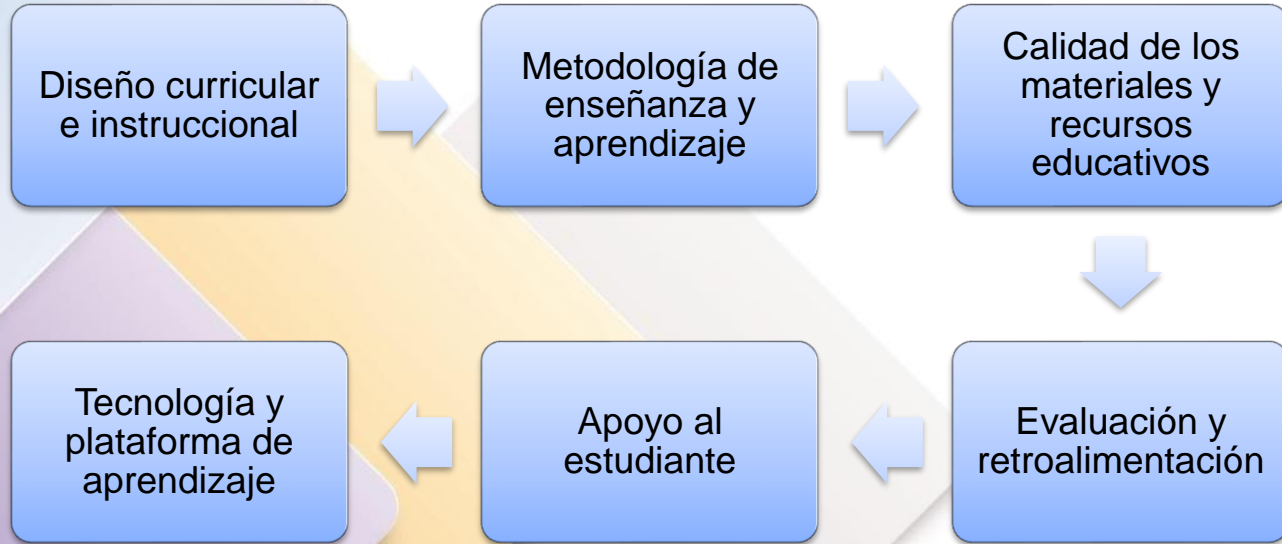 Diseño curricular
e instruccional
Metodología de
enseñanza y
aprendizaje
Calidad de los
materiales y
recursos
educativos
Evaluación y
retroalimentación
Apoyo al
estudiante
Tecnología y
plataforma de
aprendizaje